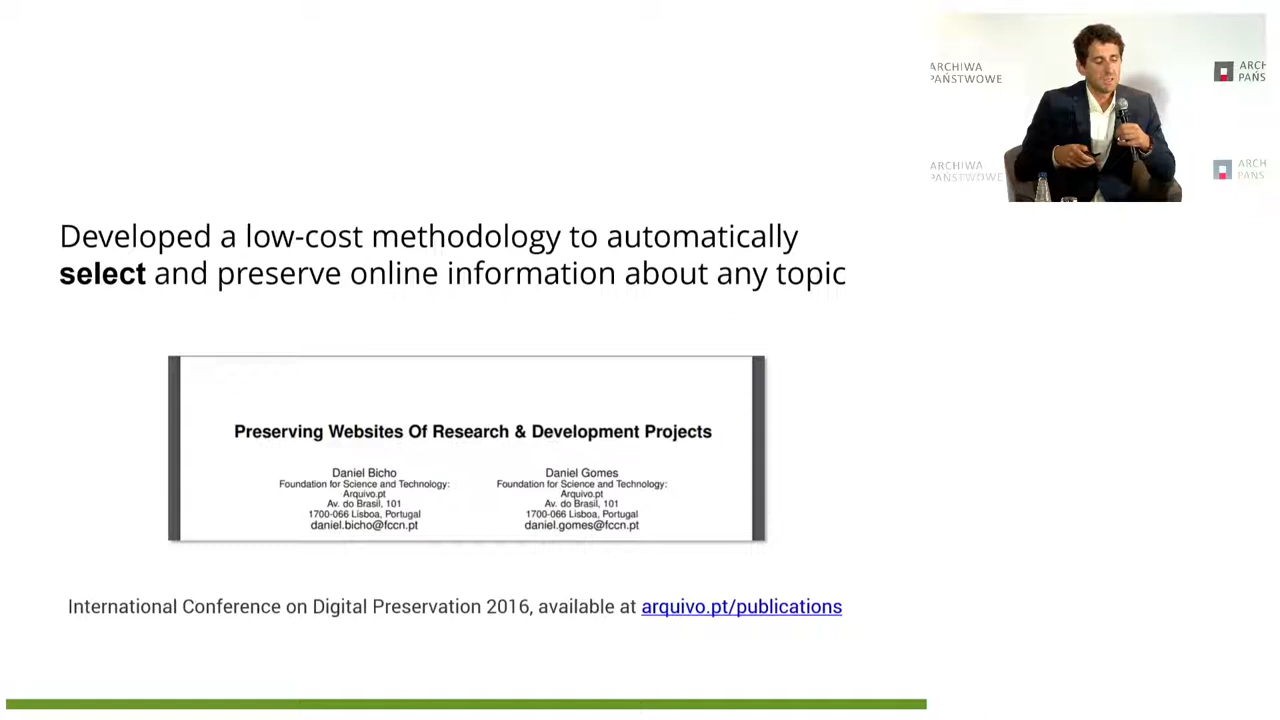 Developed a low-cost methodology to automatically
select and preserve online information about any topic
Preserving Websites Of Research & Development Projects
Daniel Bicho
Foundation for Science and Technology:
Arquivo.pt
Av. do Brasil, 101
1700-066 Lisboa, Portugal
daniel.bicho@fccn.pt
Daniel Gomes
Foundation for Science and Technology:
Arquivo.pt
Av. do Brasil, 101
1700-066 Lisboa, Portugal
daniel.gomes@fccn.pt
International Conference on Digital Preservation 2016, available at arquivo.pt/publications
ARCHIWA
PAŃSTWOWE
ARCH
PAŃS
ARCHIWA
PAŃSTWOWE
ARCH
PAŃS